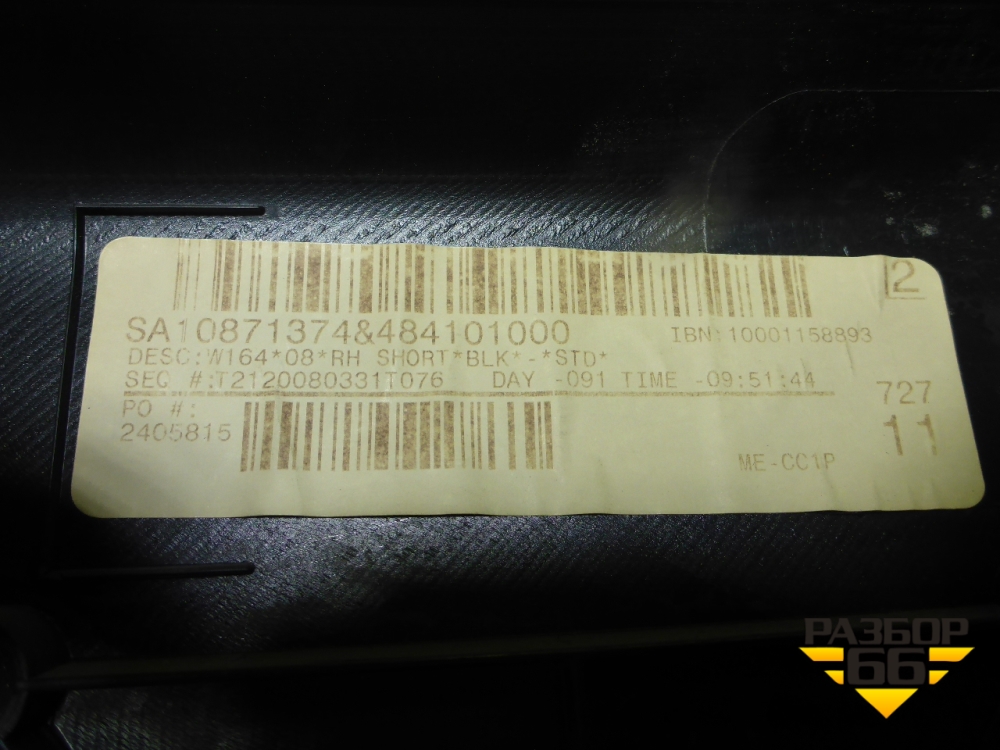 2
SA10871374&484101000
IBN:10001158893
DESC:W164*08*RH SHORT*BLK*-*STD*
SEQ #:T2120080331T076 DAY -091 TIME -09:51:44
PO #:
2405815
727
11
ME-CC1P
РАЗБОР
66